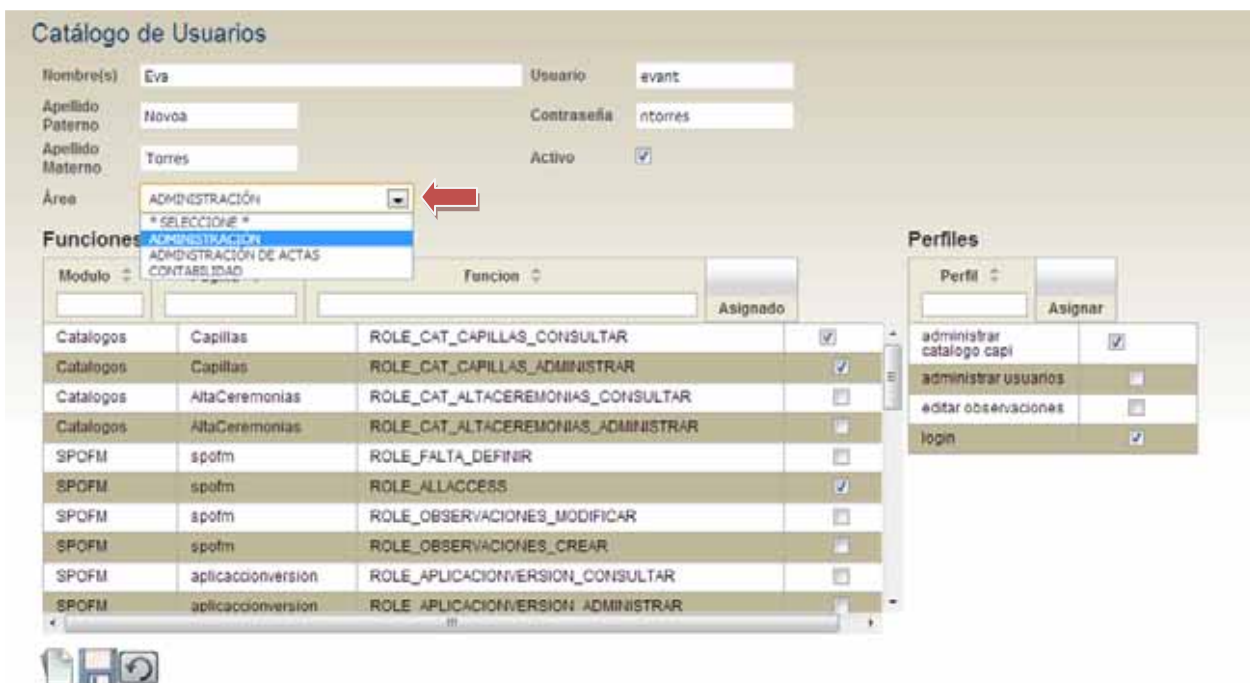 Catálogo de Usuarios
Nombre(s) Eva Usuario evant
Apellido Paterno Novoa Contraseña ntorres
Apellido Materno Torres Activo
Área ADMINISTRACIÓN
* SELECCIONE *
ADMINISTRACIÓN
ADMINSTRACIÓN DE ACTAS
CONTABILIDAD
Funciones Perfiles
Modulo Funcion Asignado Perfil Asignar
Catalogos Capillas ROLE_CAT_CAPILLAS_CONSULTAR administrar catalogo capi
Catalogos Capillas ROLE_CAT_CAPILLAS_ADMINISTRAR administrar usuarios
Catalogos AltaCeremonias ROLE_CAT_ALTACEREMONIAS_CONSULTAR editar observaciones
Catalogos AltaCeremonias ROLE_CAT_ALTACEREMONIAS_ADMINISTRAR login
SPOFM spofm ROLE_FALTA_DEFINIR
SPOFM spofm ROLE_ALLACCESS
SPOFM spofm ROLE_OBSERVACIONES_MODIFICAR
SPOFM spofm ROLE_OBSERVACIONES_CREAR
SPOFM aplicaccionversion ROLE_APLICACIONVERSION_CONSULTAR
SPOFM aplicaccionversion ROLE_APLICACIONVERSION_ADMINISTRAR